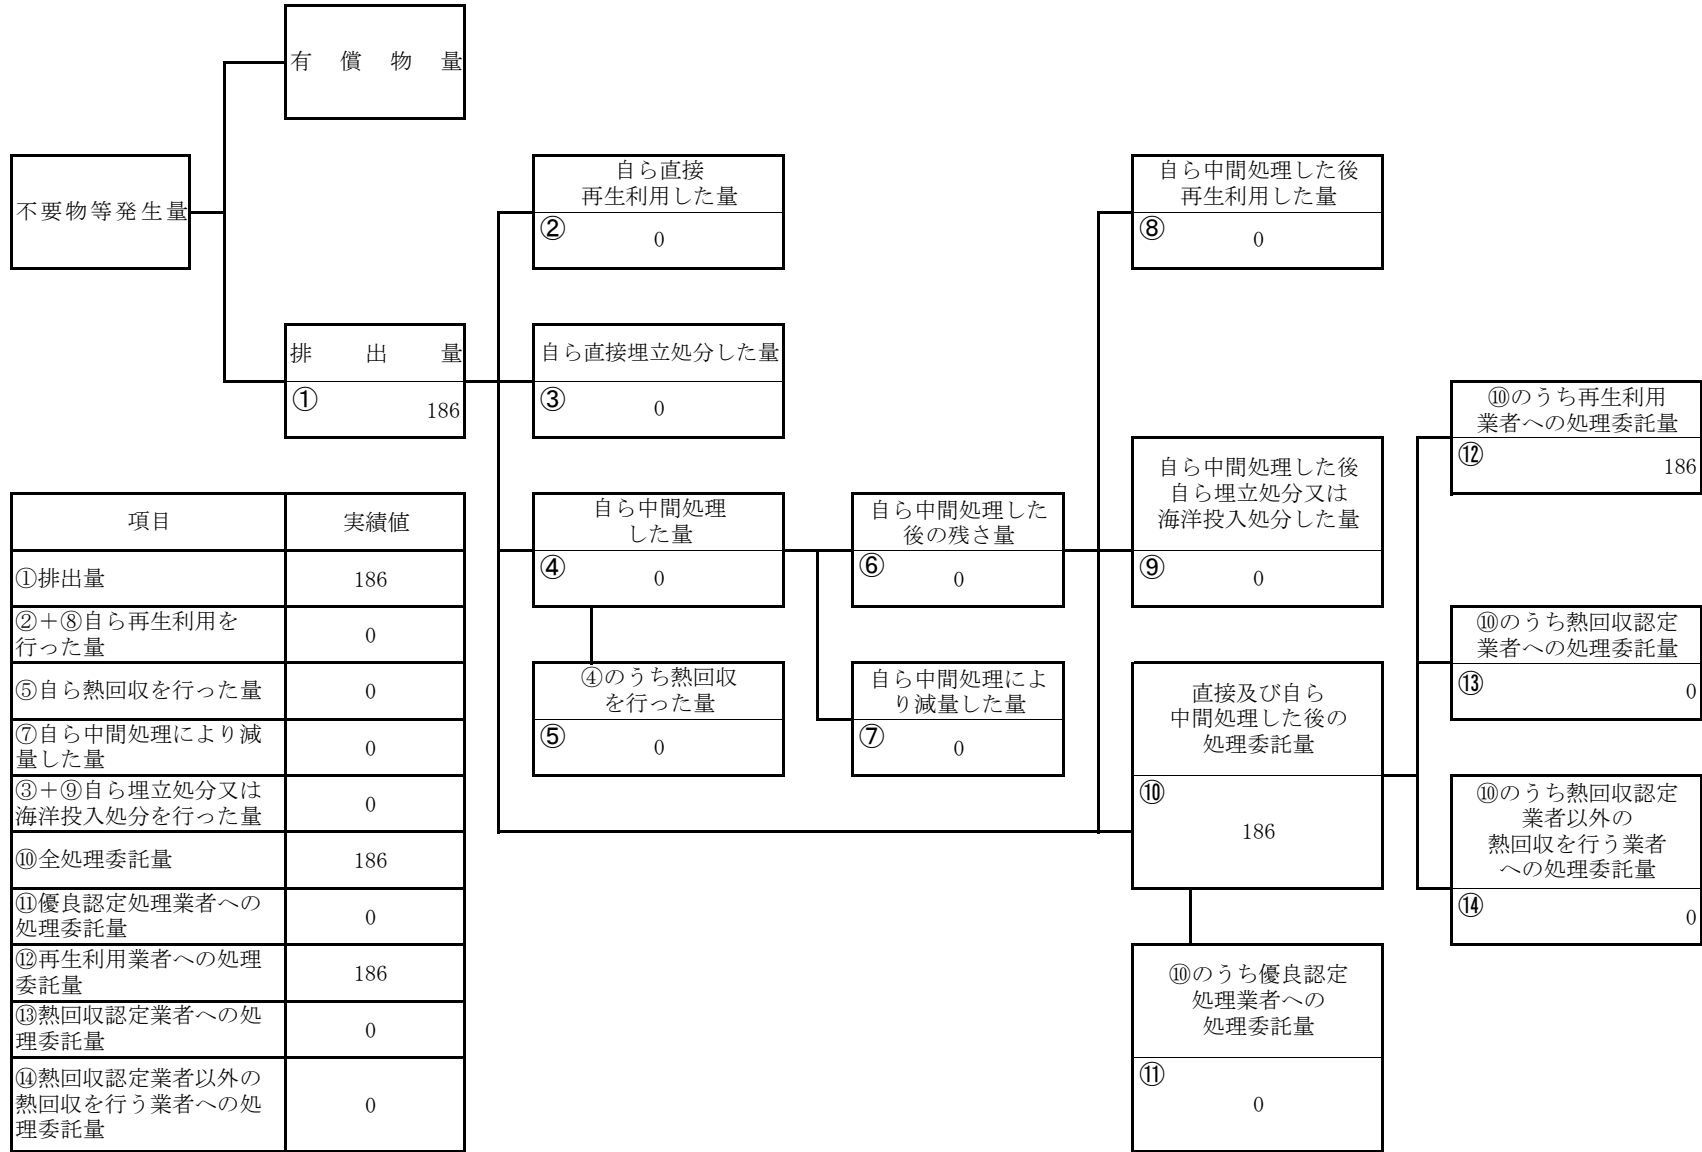 有償物量
不要物等発生量
自ら直接
再生利用した量
②
0
自ら中間処理した後
再生利用した量
⑧
0
排出量
①
186
自ら直接埋立処分した量
③
0
⑩のうち再生利用
業者への処理委託量
⑫
186
自ら中間処理した後
自ら埋立処分又は
海洋投入処分した量
⑨
0
自ら中間処理
した量
④
0
自ら中間処理した
後の残さ量
⑥
0
⑩のうち熱回収認定
業者への処理委託量
⑬
0
④のうち熱回収
を行った量
⑤
0
自ら中間処理によ
り減量した量
⑦
0
直接及び自ら
中間処理した後の
処理委託量
⑩
186
⑩のうち熱回収認定
業者以外の
熱回収を行う業者
への処理委託量
⑭
0
⑩のうち優良認定
処理業者への
処理委託量
⑪
0
項目 実績値
①排出量 186
②+⑧自ら再生利用を
行った量 0
⑤自ら熱回収を行った量 0
⑦自ら中間処理により減
量した量 0
③+⑨自ら埋立処分又は
海洋投入処分を行った量 0
⑩全処理委託量 186
⑪優良認定処理業者への
処理委託量 0
⑫再生利用業者への処理
委託量 186
⑬熱回収認定業者への処
理委託量 0
⑭熱回収認定業者以外の
熱回収を行う業者への処
理委託量 0